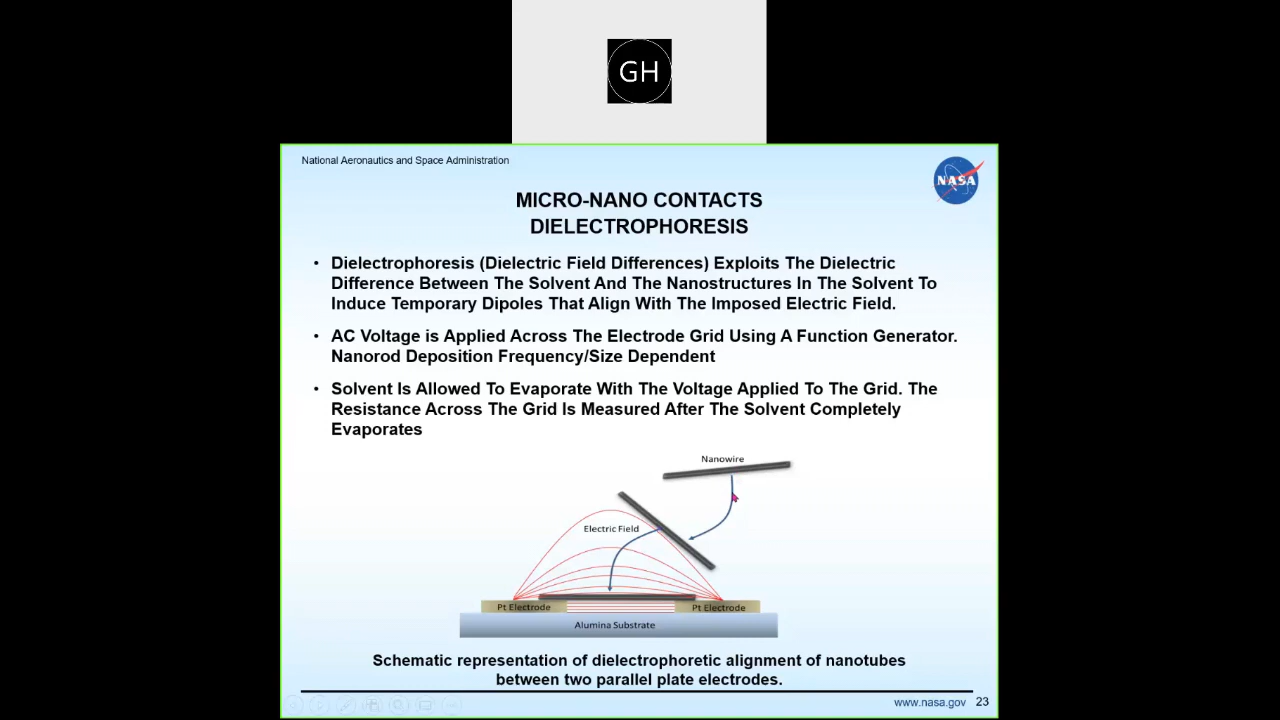 GH
National Aeronautics and Space Administration
NASA
MICRO-NANO CONTACTS
DIELECTROPHORESIS
• Dielectrophoresis (Dielectric Field Differences) Exploits The Dielectric
Difference Between The Solvent And The Nanostructures In The Solvent To
Induce Temporary Dipoles That Align With The Imposed Electric Field.
• AC Voltage is Applied Across The Electrode Grid Using A Function Generator.
Nanorod Deposition Frequency/Size Dependent
• Solvent Is Allowed To Evaporate With The Voltage Applied To The Grid. The
Resistance Across The Grid Is Measured After The Solvent Completely
Evaporates
Nanowire
Electric Field
Pt Electrode
Pt Electrode
Alumina Substrate
Schematic representation of dielectrophoretic alignment of nanotubes
between two parallel plate electrodes.
www.nasa.gov 23